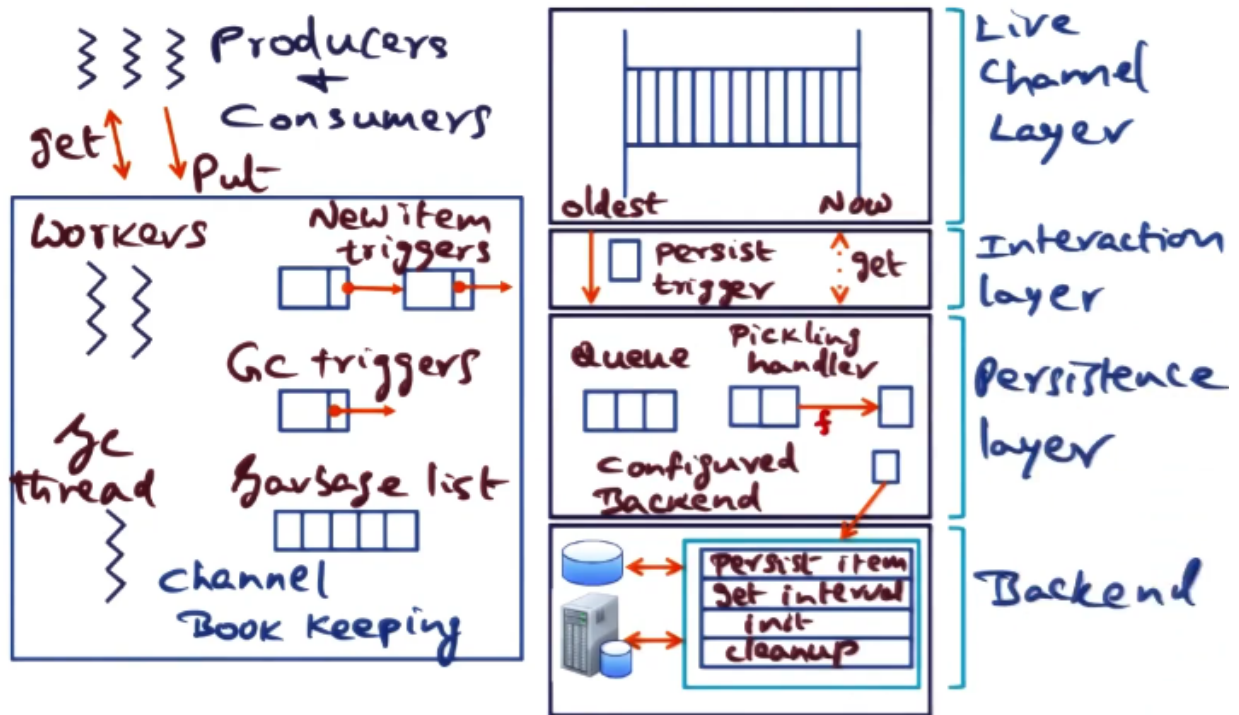 Producers
+
Consumers
get
Put
Workers
New item
triggers
GC triggers
GC
thread
Garbage list
Channel
Book keeping
oldest
Now
Live
Channel
Layer
Persist
trigger
get
Interaction
layer
Queue
Pickling
handler
f
Configured
Backend
Persistence
layer
Persist item
get interval
init
cleanup
Backend